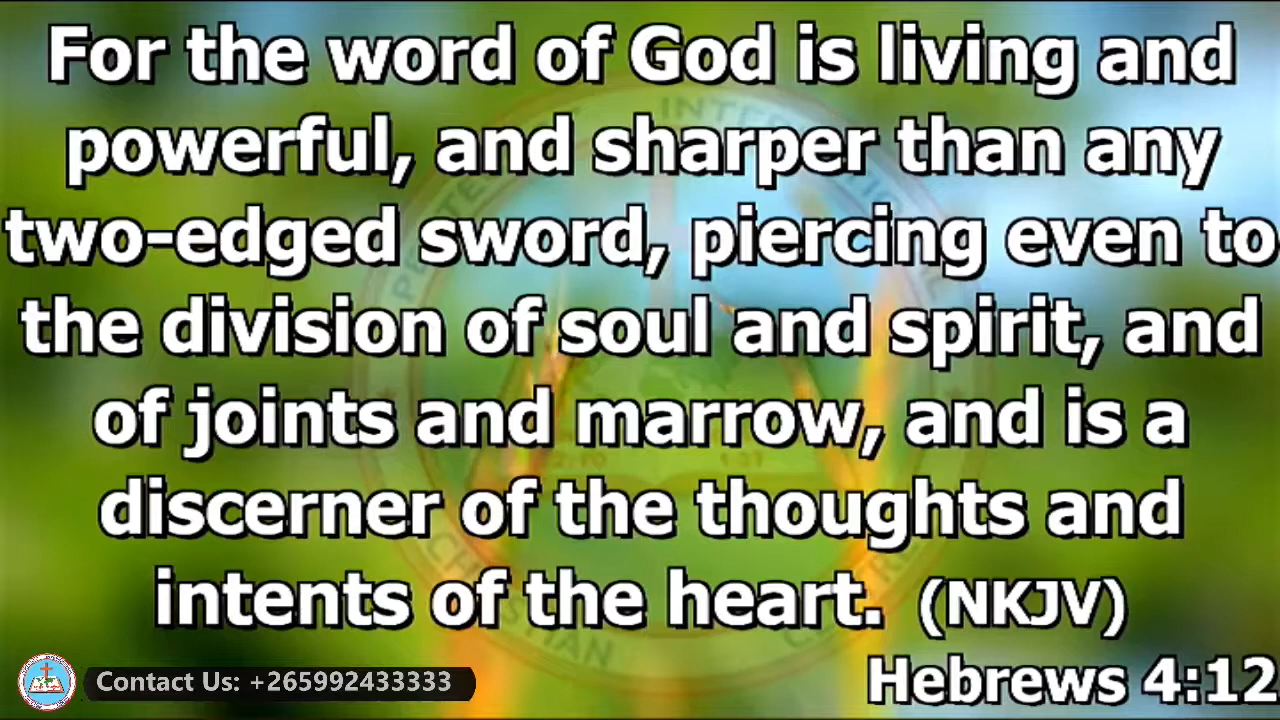 For the word of God is living and
powerful, and sharper than any
two-edged sword, piercing even to
the division of soul and spirit, and
of joints and marrow, and is a
discerner of the thoughts and
intents of the heart. (NKJV)
Hebrews 4:12
Contact Us: +265992433333